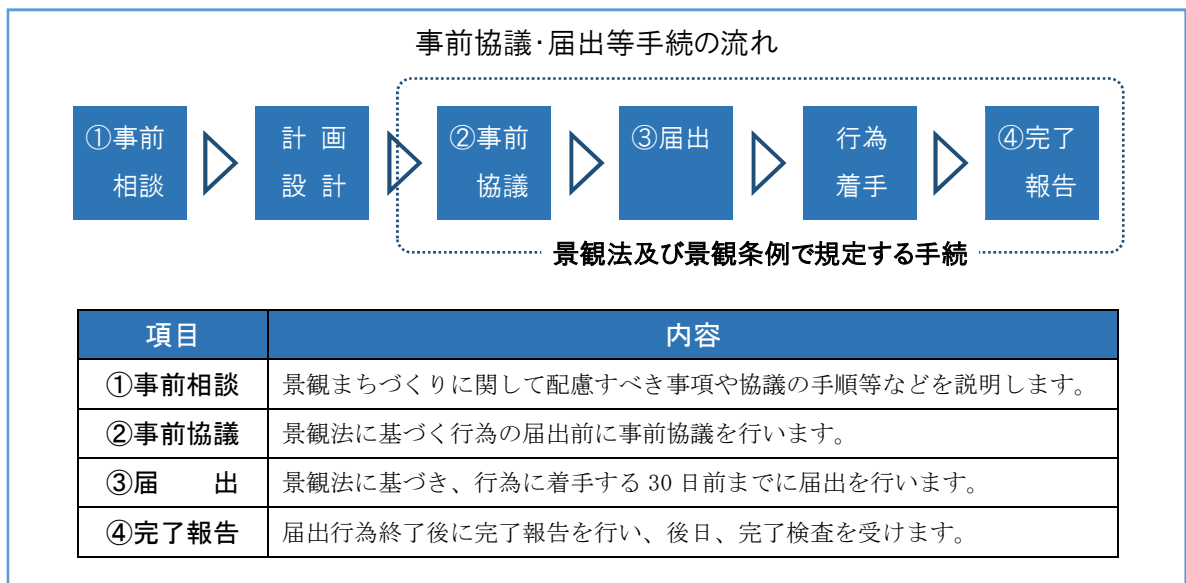 事前協議･届出等手続の流れ
①事前
相談
計 画
設 計
②事前
協議
③届出
行為
着手
④完了
報告
景観法及び景観条例で規定する手続
項目 内容
①事前相談 景観まちづくりに関して配慮すべき事項や協議の手順等などを説明します。
②事前協議 景観法に基づく行為の届出前に事前協議を行います。
③届　出 景観法に基づき、行為に着手する 30 日前までに届出を行います。
④完了報告 届出行為終了後に完了報告を行い、後日、完了検査を受けます。